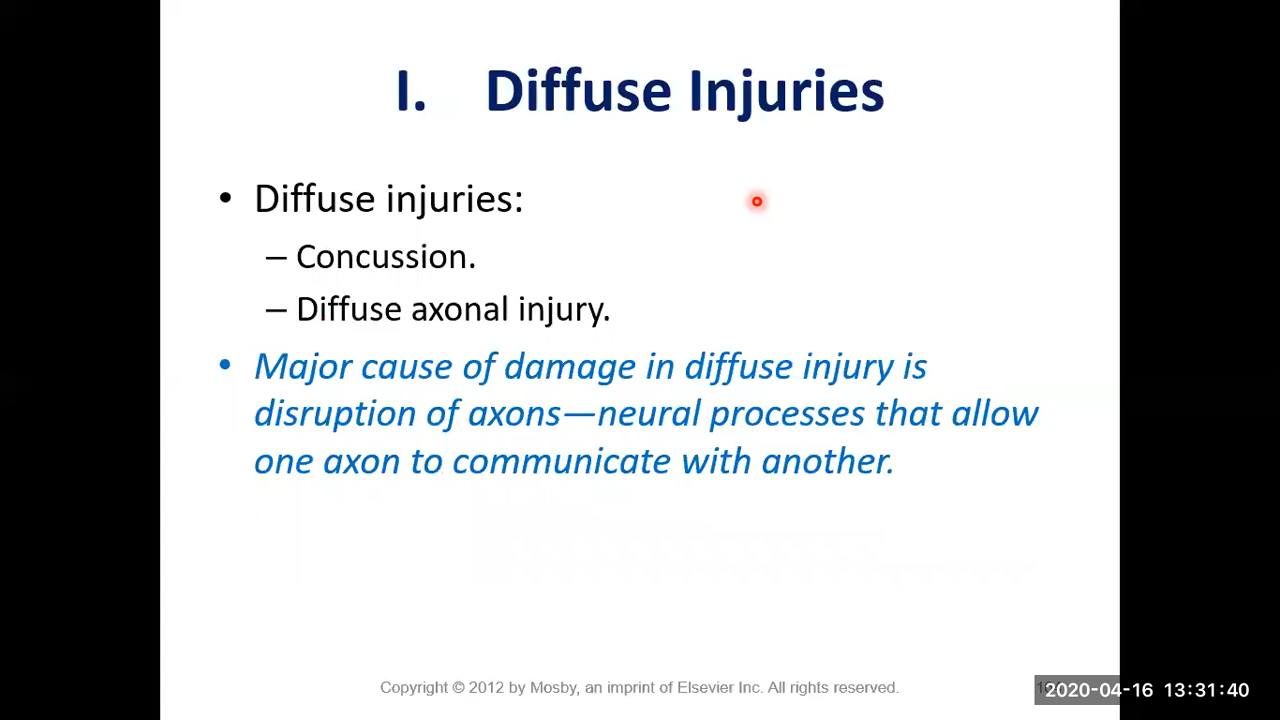 I. Diffuse Injuries
• Diffuse injuries:
– Concussion.
– Diffuse axonal injury.
• Major cause of damage in diffuse injury is
disruption of axons—neural processes that allow
one axon to communicate with another.
Copyright © 2012 by Mosby, an imprint of Elsevier Inc. All rights reserved.
2020-04-16 13:31:40